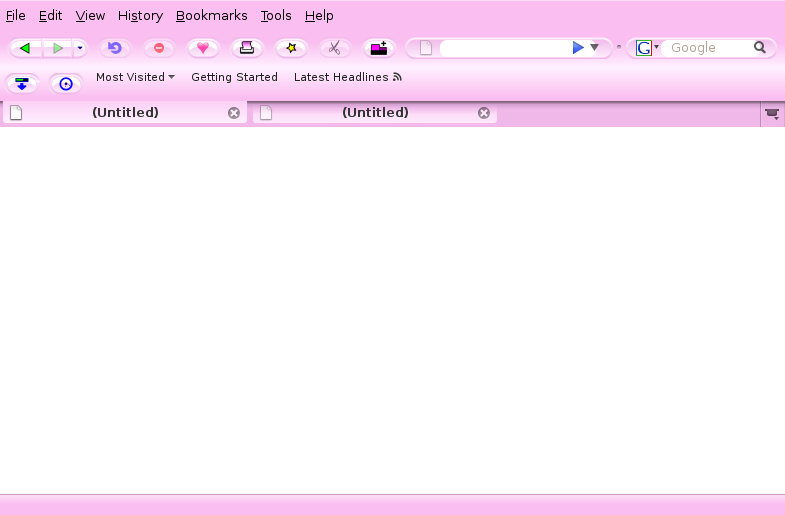 File Edit View History Bookmarks Tools Help
G Google
Most Visited Getting Started Latest Headlines
(Untitled) (Untitled)